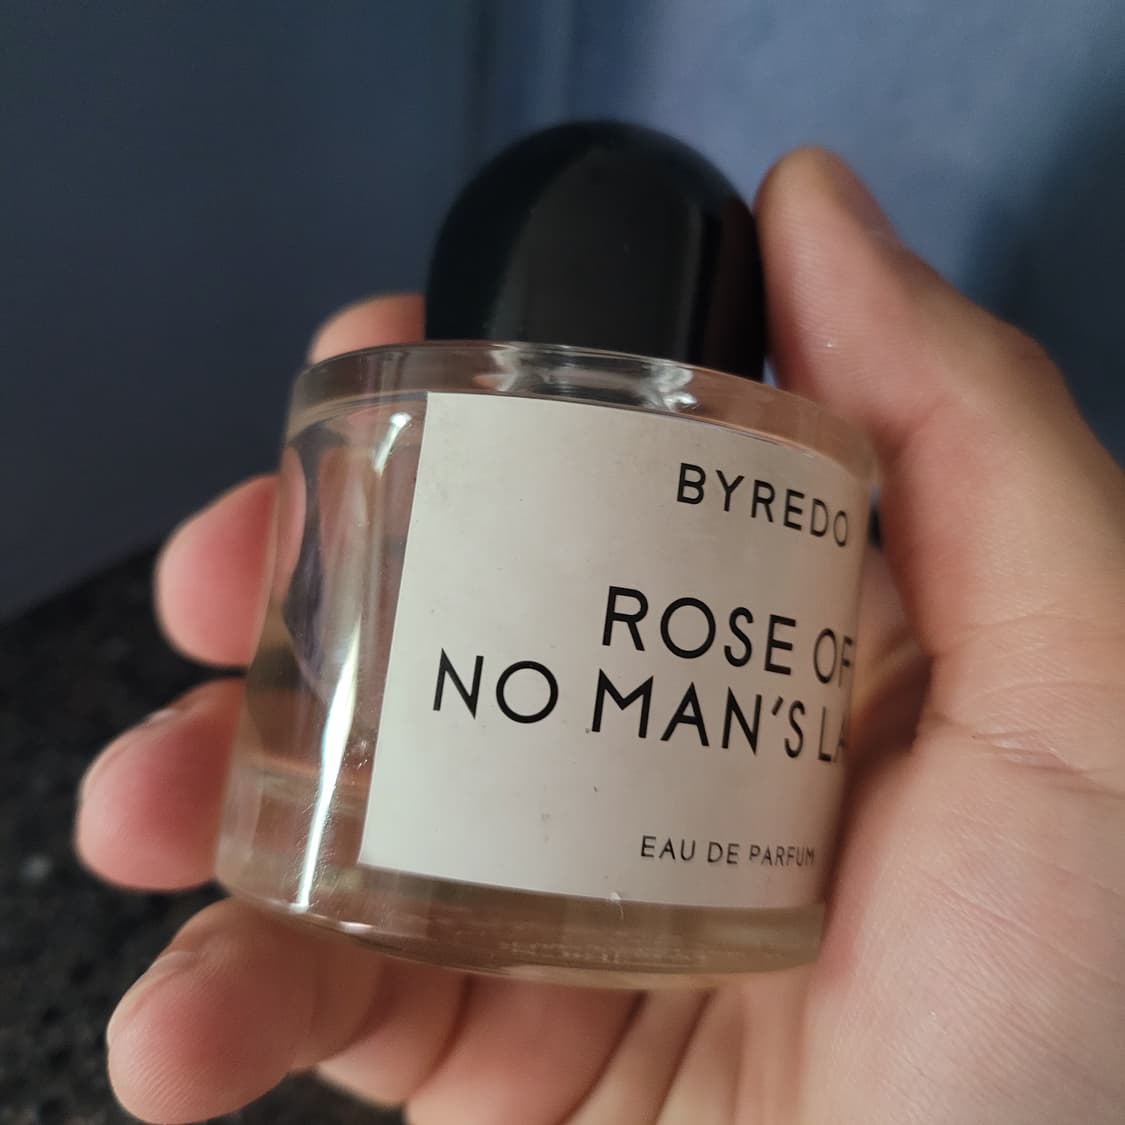 BYREDO
ROSE OF
NO MAN'S LA
EAU DE PARFUM